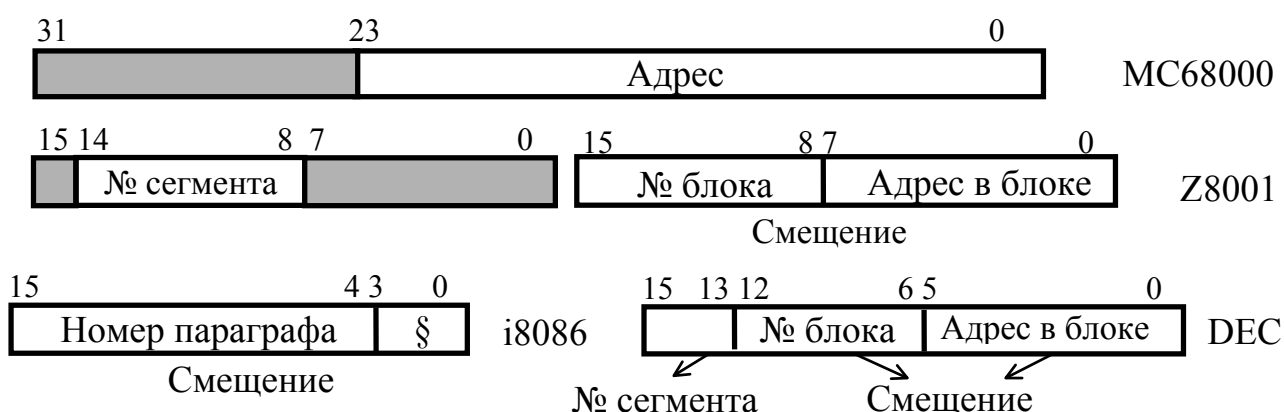 31 23 0
Адрес MC68000
15 14 8 7 0 15 8 7 0
№ сегмента № блока Адрес в блоке Z8001
Смещение
15 4 3 0 15 13 12 6 5 0
Номер параграфа § i8086 № блока Адрес в блоке DEC
Смещение
№ сегмента Смещение